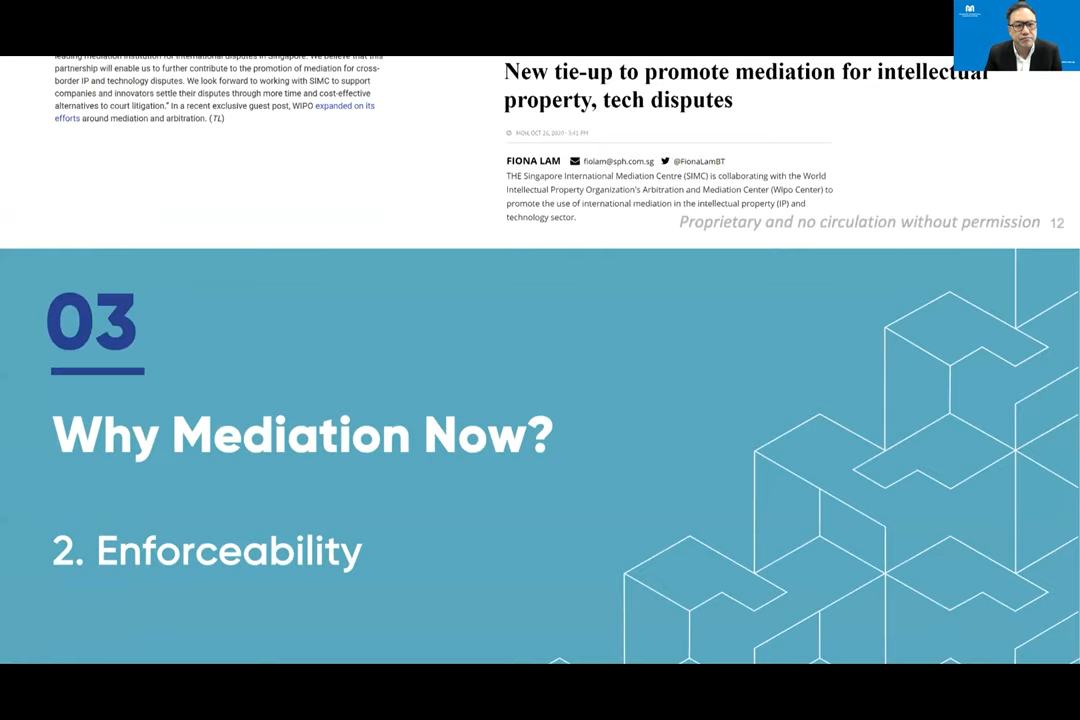 leading mediation institution for international disputes in Singapore. We believe that this
partnership will enable us to further contribute to the promotion of mediation for cross-
border IP and technology disputes. We look forward to working with SIMC to support
companies and innovators settle their disputes through more time and cost-effective
alternatives to court litigation." In a recent exclusive guest post, WIPO expanded on its
efforts around mediation and arbitration. (TL)
New tie-up to promote mediation for intellectual
property, tech disputes
MON, OCT 26, 2020 - 5:41 PM
FIONA LAM fiolam@sph.com.sg @FionaLamBT
THE Singapore International Mediation Centre (SIMC) is collaborating with the World
Intellectual Property Organization's Arbitration and Mediation Center (Wipo Center) to
promote the use of international mediation in the intellectual property (IP) and
technology sector.
Proprietary and no circulation without permission 12
03
Why Mediation Now?
2. Enforceability